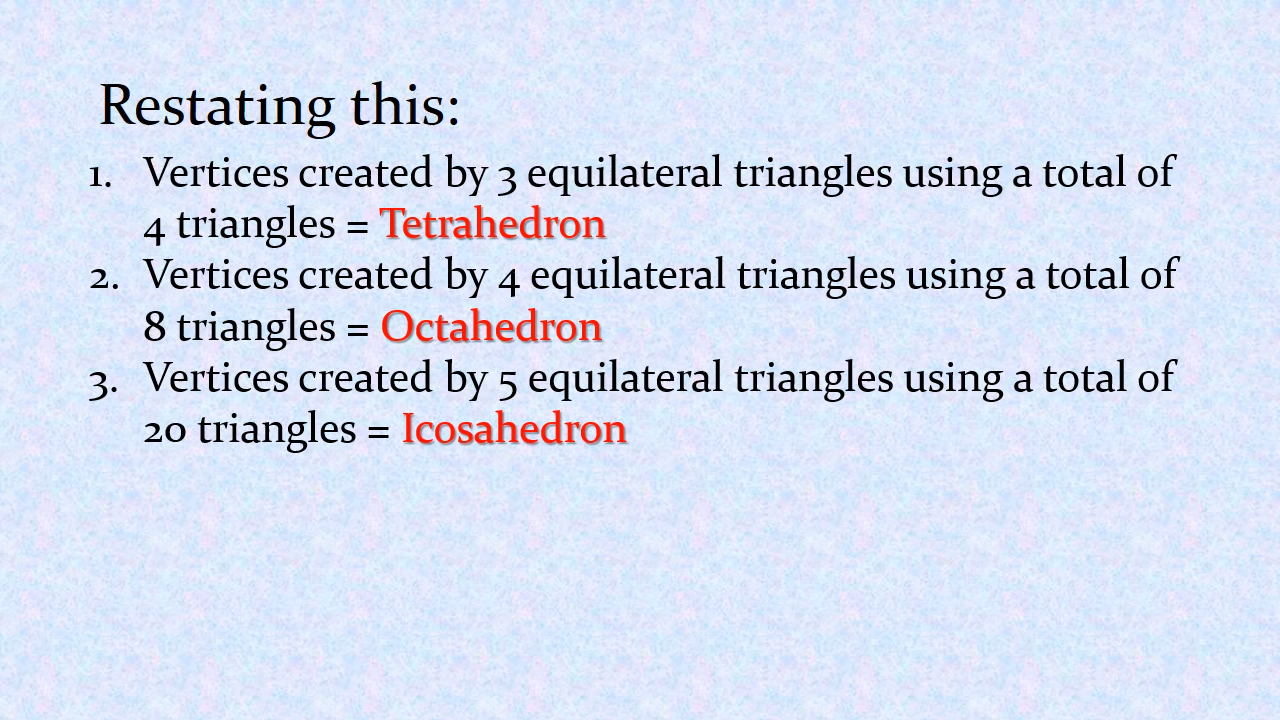 Restating this:
1. Vertices created by 3 equilateral triangles using a total of
4 triangles = Tetrahedron
2. Vertices created by 4 equilateral triangles using a total of
8 triangles = Octahedron
3. Vertices created by 5 equilateral triangles using a total of
20 triangles = Icosahedron